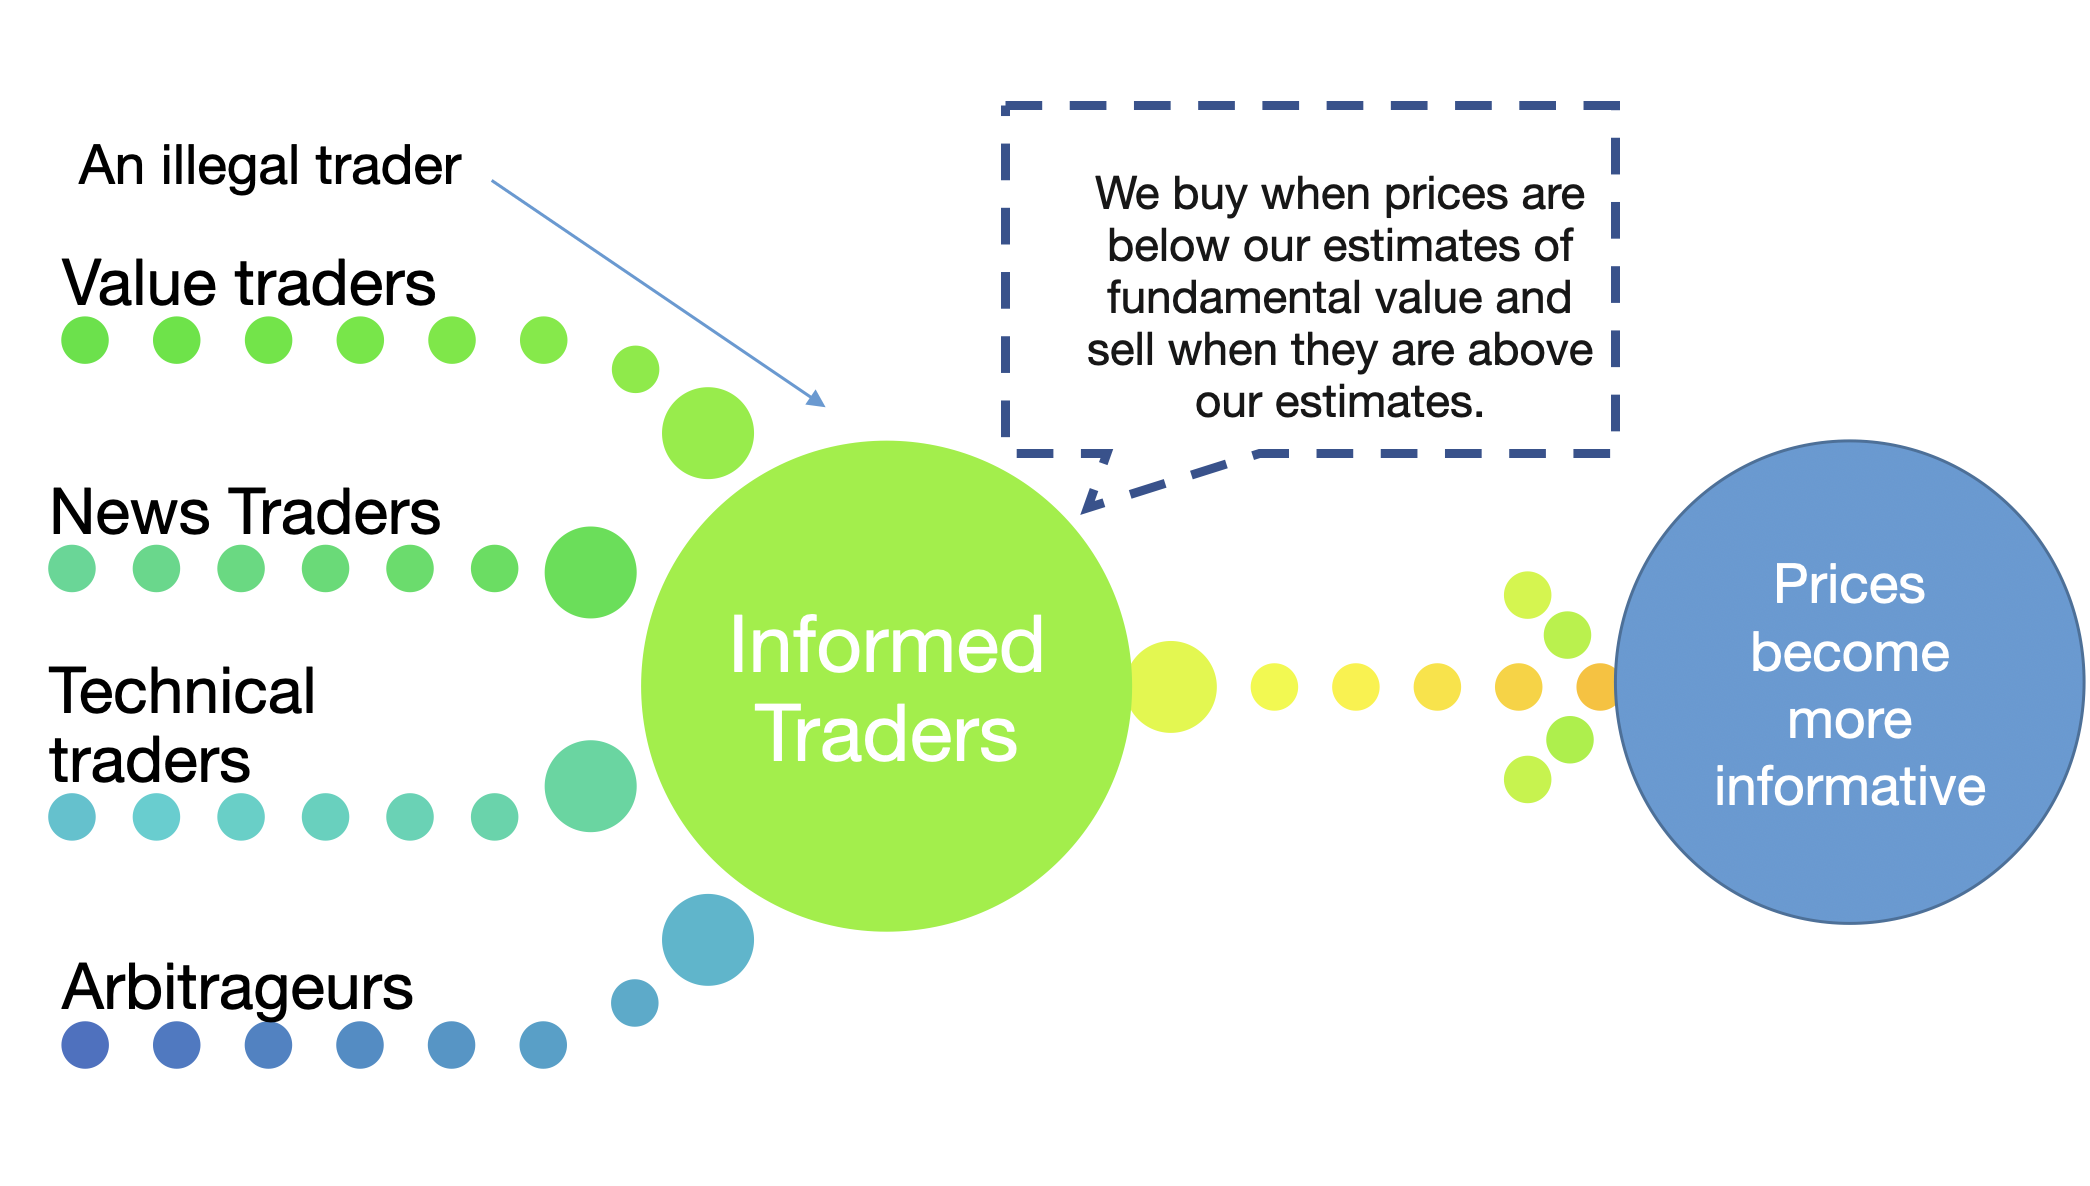 An illegal trader
Value traders
News Traders
Technical
traders
Arbitrageurs
Informed
Traders
We buy when prices are
below our estimates of
fundamental value and
sell when they are above
our estimates.
Prices
become
more
informative